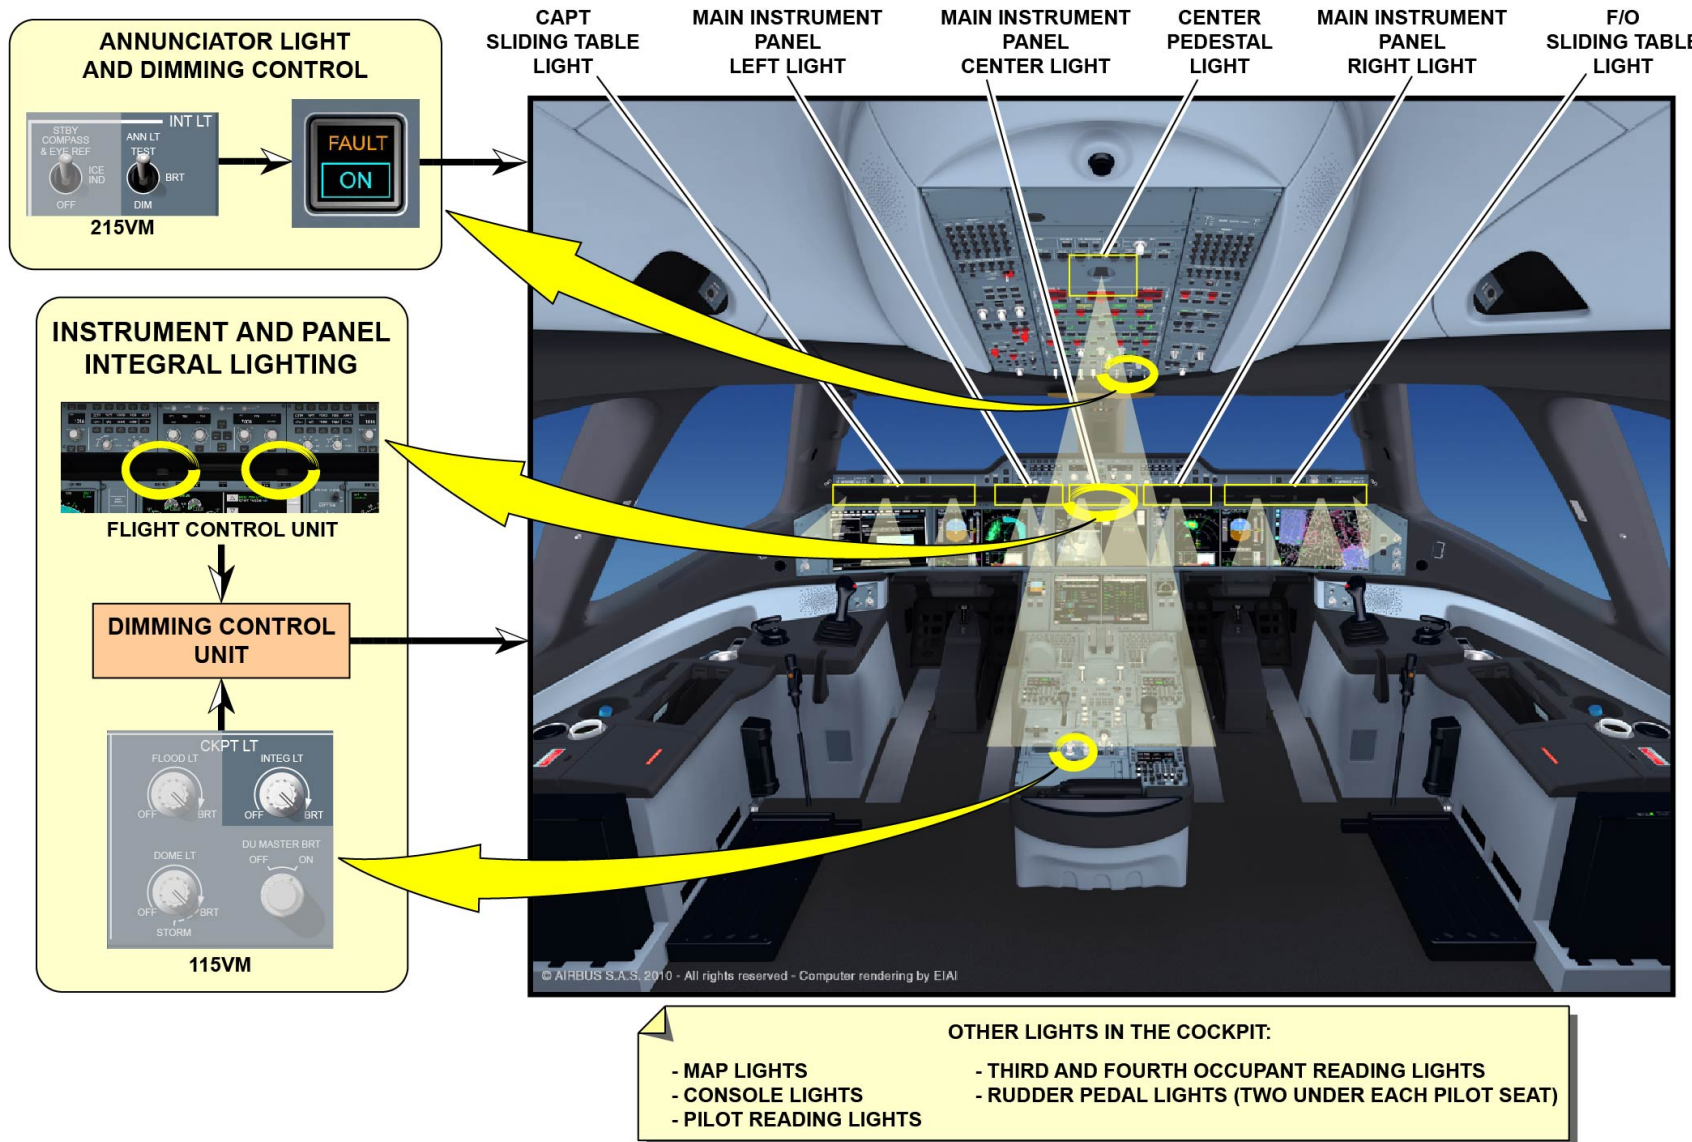 ANNUNCIATOR LIGHT
AND DIMMING CONTROL
INT LT
STBY
COMPASS
& EYE REF
ICE
IND
OFF
ANN LT
TEST
BRT
DIM
215VM
FAULT
ON
CAPT
SLIDING TABLE
LIGHT
MAIN INSTRUMENT
PANEL
LEFT LIGHT
MAIN INSTRUMENT
PANEL
CENTER LIGHT
CENTER
PEDESTAL
LIGHT
MAIN INSTRUMENT
PANEL
RIGHT LIGHT
F/O
SLIDING TABLE
LIGHT
INSTRUMENT AND PANEL
INTEGRAL LIGHTING
FLIGHT CONTROL UNIT
DIMMING CONTROL
UNIT
CKPT LT
FLOOD LT
OFF
BRT
INTEG LT
OFF
BRT
DOME LT
OFF
BRT
STORM
DU MASTER BRT
OFF
ON
115VM
© AIRBUS S.A.S. 2010 - All rights reserved - Computer rendering by EIAI
OTHER LIGHTS IN THE COCKPIT:
- MAP LIGHTS
- CONSOLE LIGHTS
- PILOT READING LIGHTS
- THIRD AND FOURTH OCCUPANT READING LIGHTS
- RUDDER PEDAL LIGHTS (TWO UNDER EACH PILOT SEAT)